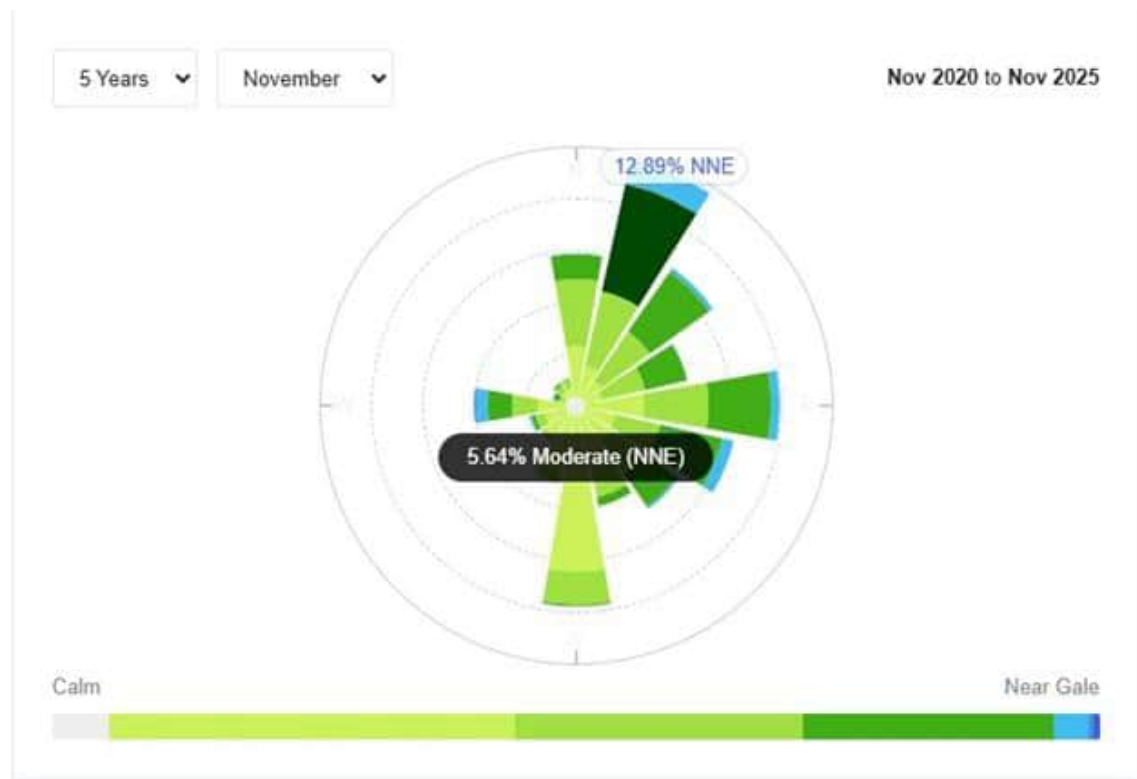 5 Years
November
Nov 2020 to Nov 2025
12.89% NNE
5.64% Moderate (NNE)
Calm
Near Gale